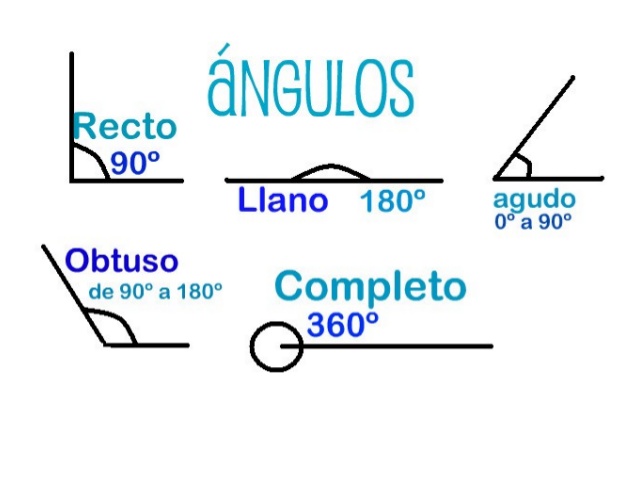 áNGULOS
Recto
90º
Llano 180º
agudo
0º a 90º
Obtuso
de 90º a 180º
Completo
360º